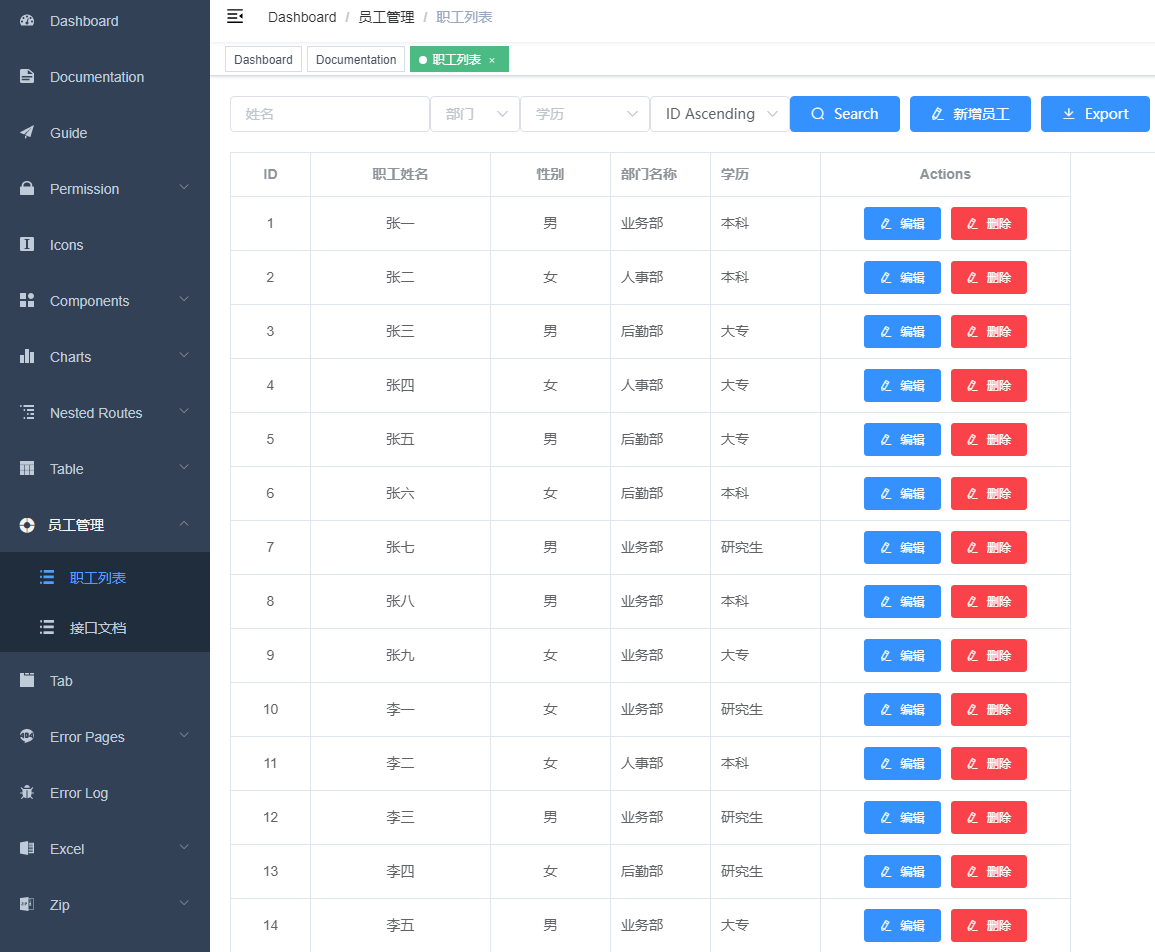 Dashboard
Documentation
Guide
Permission
Icons
Components
Charts
Nested Routes
Table
员工管理
职工列表
接口文档
Tab
Error Pages
Error Log
Excel
Zip
Dashboard / 员工管理 / 职工列表
Dashboard Documentation 职工列表 ×
姓名 部门 学历 ID Ascending Search 新增员工 Export
ID 职工姓名 性别 部门名称 学历 Actions
1 张一 男 业务部 本科 编辑 删除
2 张二 女 人事部 本科 编辑 删除
3 张三 男 后勤部 大专 编辑 删除
4 张四 女 人事部 大专 编辑 删除
5 张五 男 后勤部 大专 编辑 删除
6 张六 女 后勤部 本科 编辑 删除
7 张七 男 业务部 研究生 编辑 删除
8 张八 男 业务部 本科 编辑 删除
9 张九 女 业务部 大专 编辑 删除
10 李一 女 业务部 研究生 编辑 删除
11 李二 女 人事部 本科 编辑 删除
12 李三 男 业务部 研究生 编辑 删除
13 李四 女 后勤部 研究生 编辑 删除
14 李五 男 业务部 大专 编辑 删除